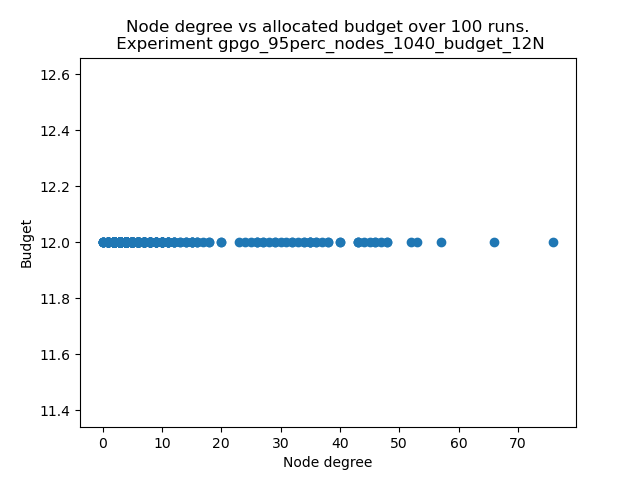 Node degree vs allocated budget over 100 runs.
Experiment gpgo_95perc_nodes_1040_budget_12N
12.6
12.4
12.2
12.0
11.8
11.6
11.4
Budget
0 10 20 30 40 50 60 70
Node degree